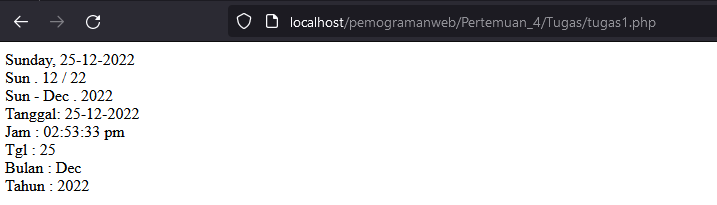 localhost/pemogramanweb/Pertemuan_4/Tugas/tugas1.php
Sunday, 25-12-2022
Sun . 12 / 22
Sun - Dec . 2022
Tanggal: 25-12-2022
Jam : 02:53:33 pm
Tgl : 25
Bulan : Dec
Tahun : 2022